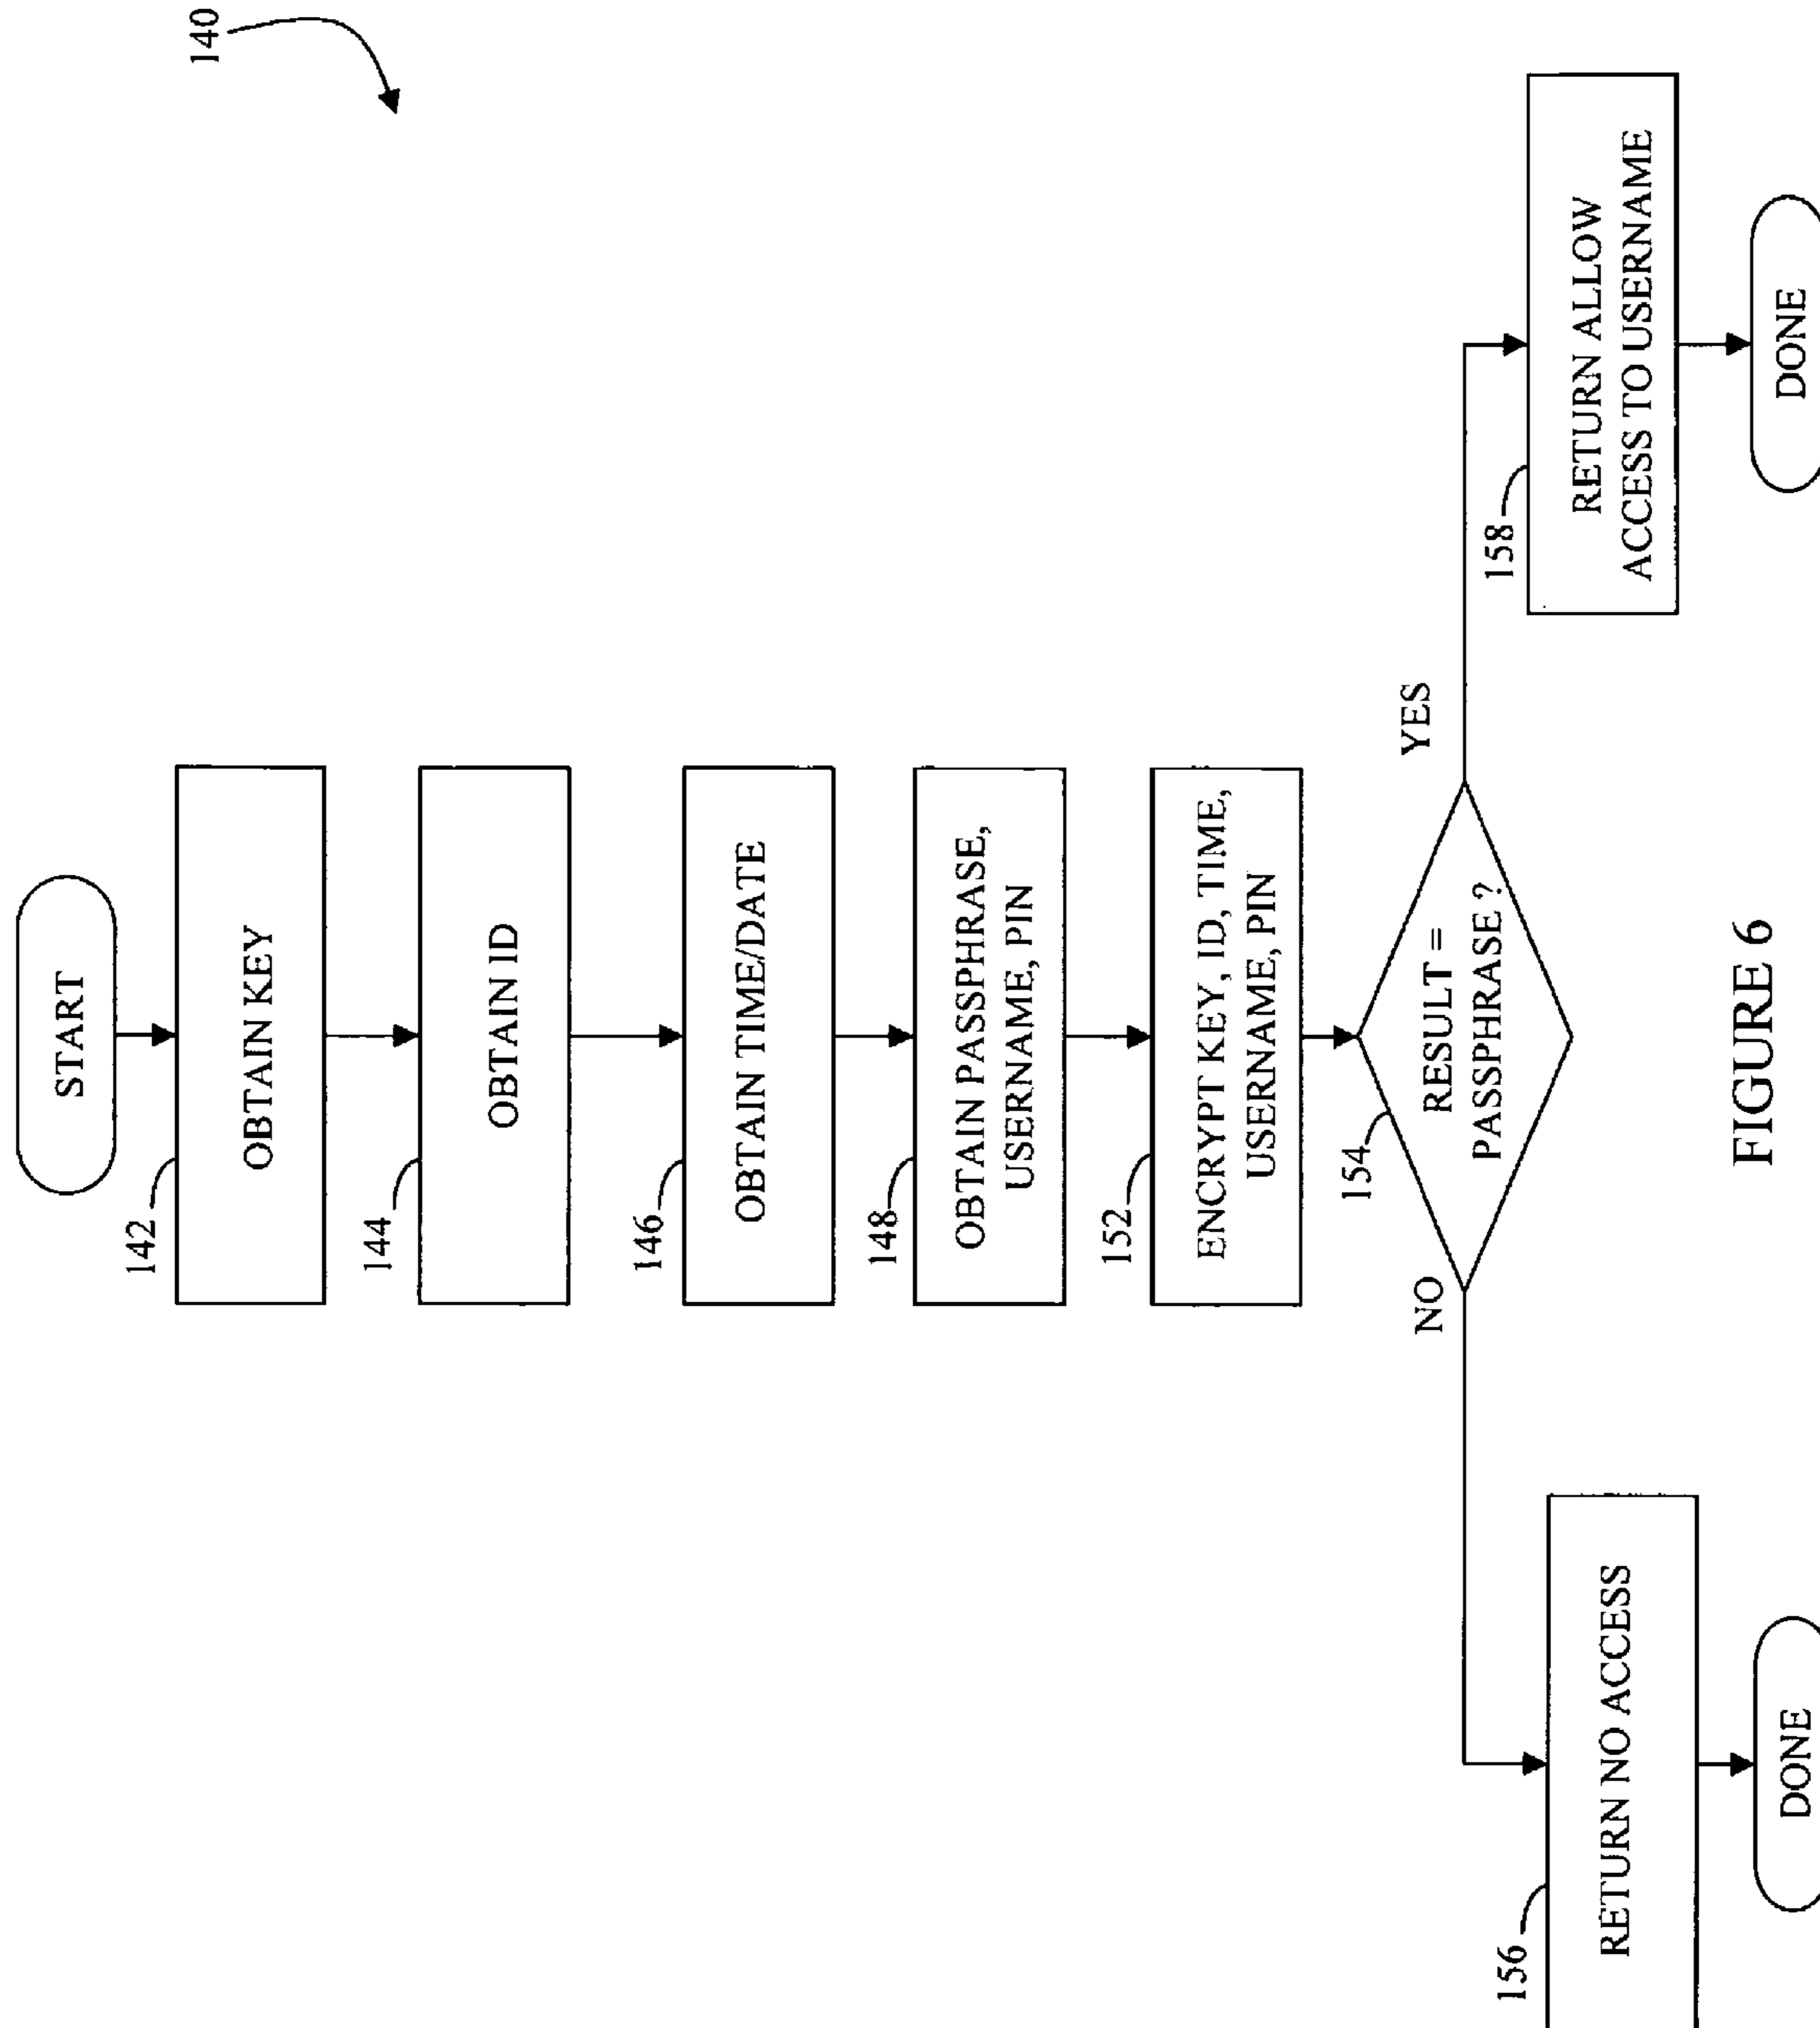 140
START
142
OBTAIN KEY
144
OBTAIN ID
146
OBTAIN TIME/DATE
148
OBTAIN PASSPHRASE,
USERNAME, PIN
152
ENCRYPT KEY, ID, TIME,
USERNAME, PIN
154
RESULT =
PASSPHRASE ?
NO
YES
156
RETURN NO ACCESS
DONE
158
RETURN ALLOW
ACCESS TO USERNAME
DONE
FIGURE 6